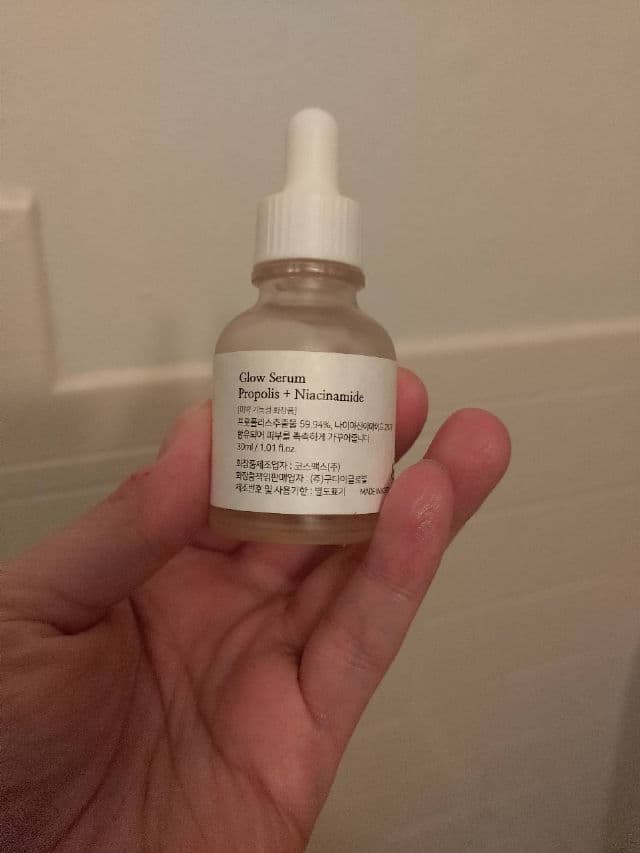 Glow Serum
Propolis + Niacinamide
[미백 기능성 화장품]
프로폴리스추출물 59.94%, 나이아신아마이드
함유되어 피부를 촉촉하게 가꾸어줍니다.
30ml / 1.01 fl.oz.
화장품제조업자 : 코스맥스(주)
화장품책임판매업자 : (주)구다이글로벌
제조번호 및 사용기한 : 별도표기 MADE IN